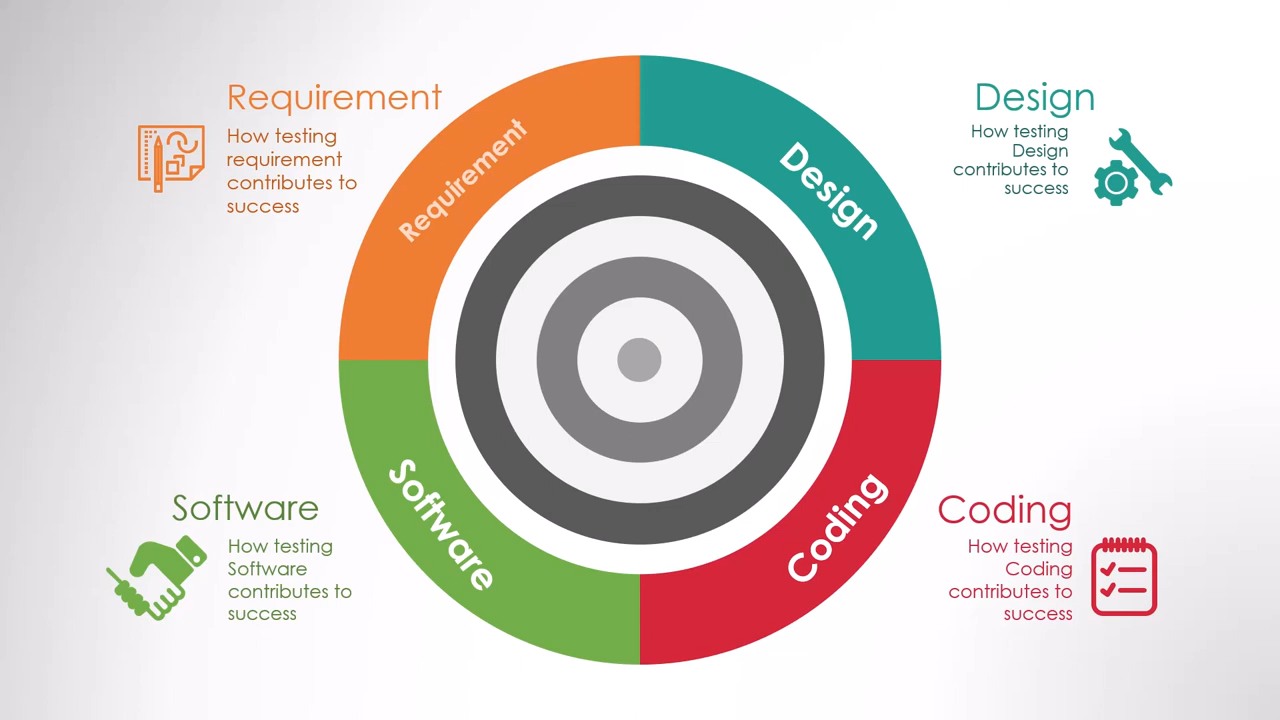 Requirement
How testing
requirement
contributes to
success
Design
How testing
Design
contributes to
success
Requirement
Design
Software
Coding
Software
How testing
Software
contributes to
success
Coding
How testing
Coding
contributes to
success